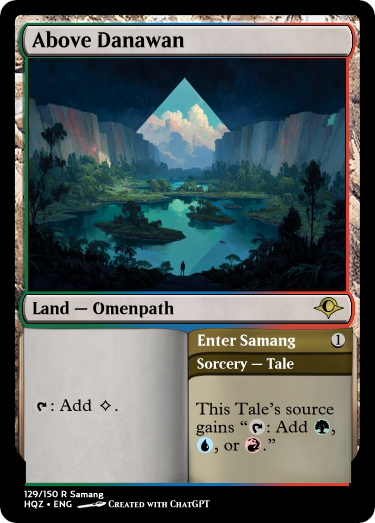 Above Danawan
Land — Omenpath
Enter Samang 1
Sorcery — Tale
: Add .
This Tale's source
gains “: Add ,
, or .”
129/150 R Samang
HQZ • ENG Created with ChatGPT